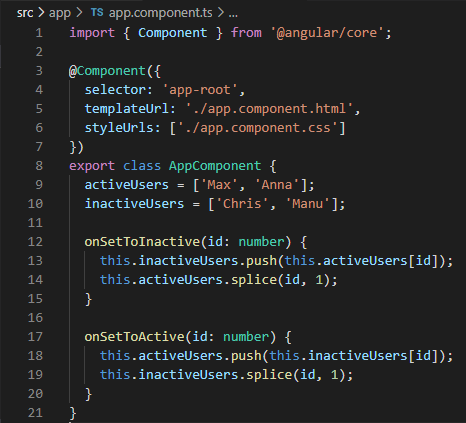 src > app > TS app.component.ts > ...
1 import { Component } from '@angular/core';
2
3 @Component({
4   selector: 'app-root',
5   templateUrl: './app.component.html',
6   styleUrls: ['./app.component.css']
7 })
8 export class AppComponent {
9   activeUsers = ['Max', 'Anna'];
10   inactiveUsers = ['Chris', 'Manu'];
11
12   onSetToInactive(id: number) {
13     this.inactiveUsers.push(this.activeUsers[id]);
14     this.activeUsers.splice(id, 1);
15   }
16
17   onSetToActive(id: number) {
18     this.activeUsers.push(this.inactiveUsers[id]);
19     this.inactiveUsers.splice(id, 1);
20   }
21 }